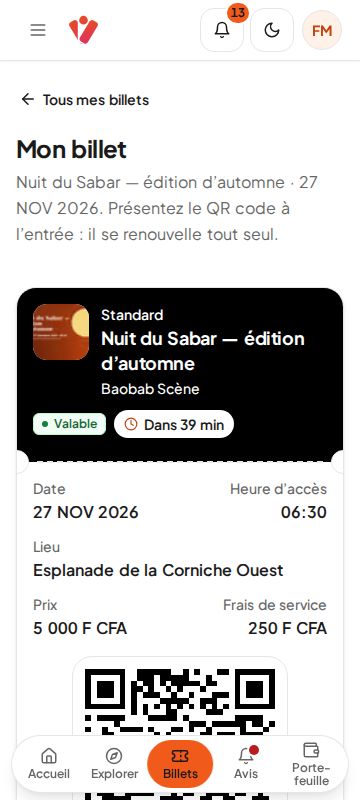 13
FM
Tous mes billets
Mon billet
Nuit du Sabar — édition d’automne · 27
NOV 2026. Présentez le QR code à
l’entrée : il se renouvelle tout seul.
Standard
Nuit du Sabar — édition
d’automne
Baobab Scène
Valable
Dans 39 min
Date
Heure d’accès
27 NOV 2026
06:30
Lieu
Esplanade de la Corniche Ouest
Prix
Frais de service
5 000 F CFA
250 F CFA
Accueil
Explorer
Billets
Avis
Porte-
feuille